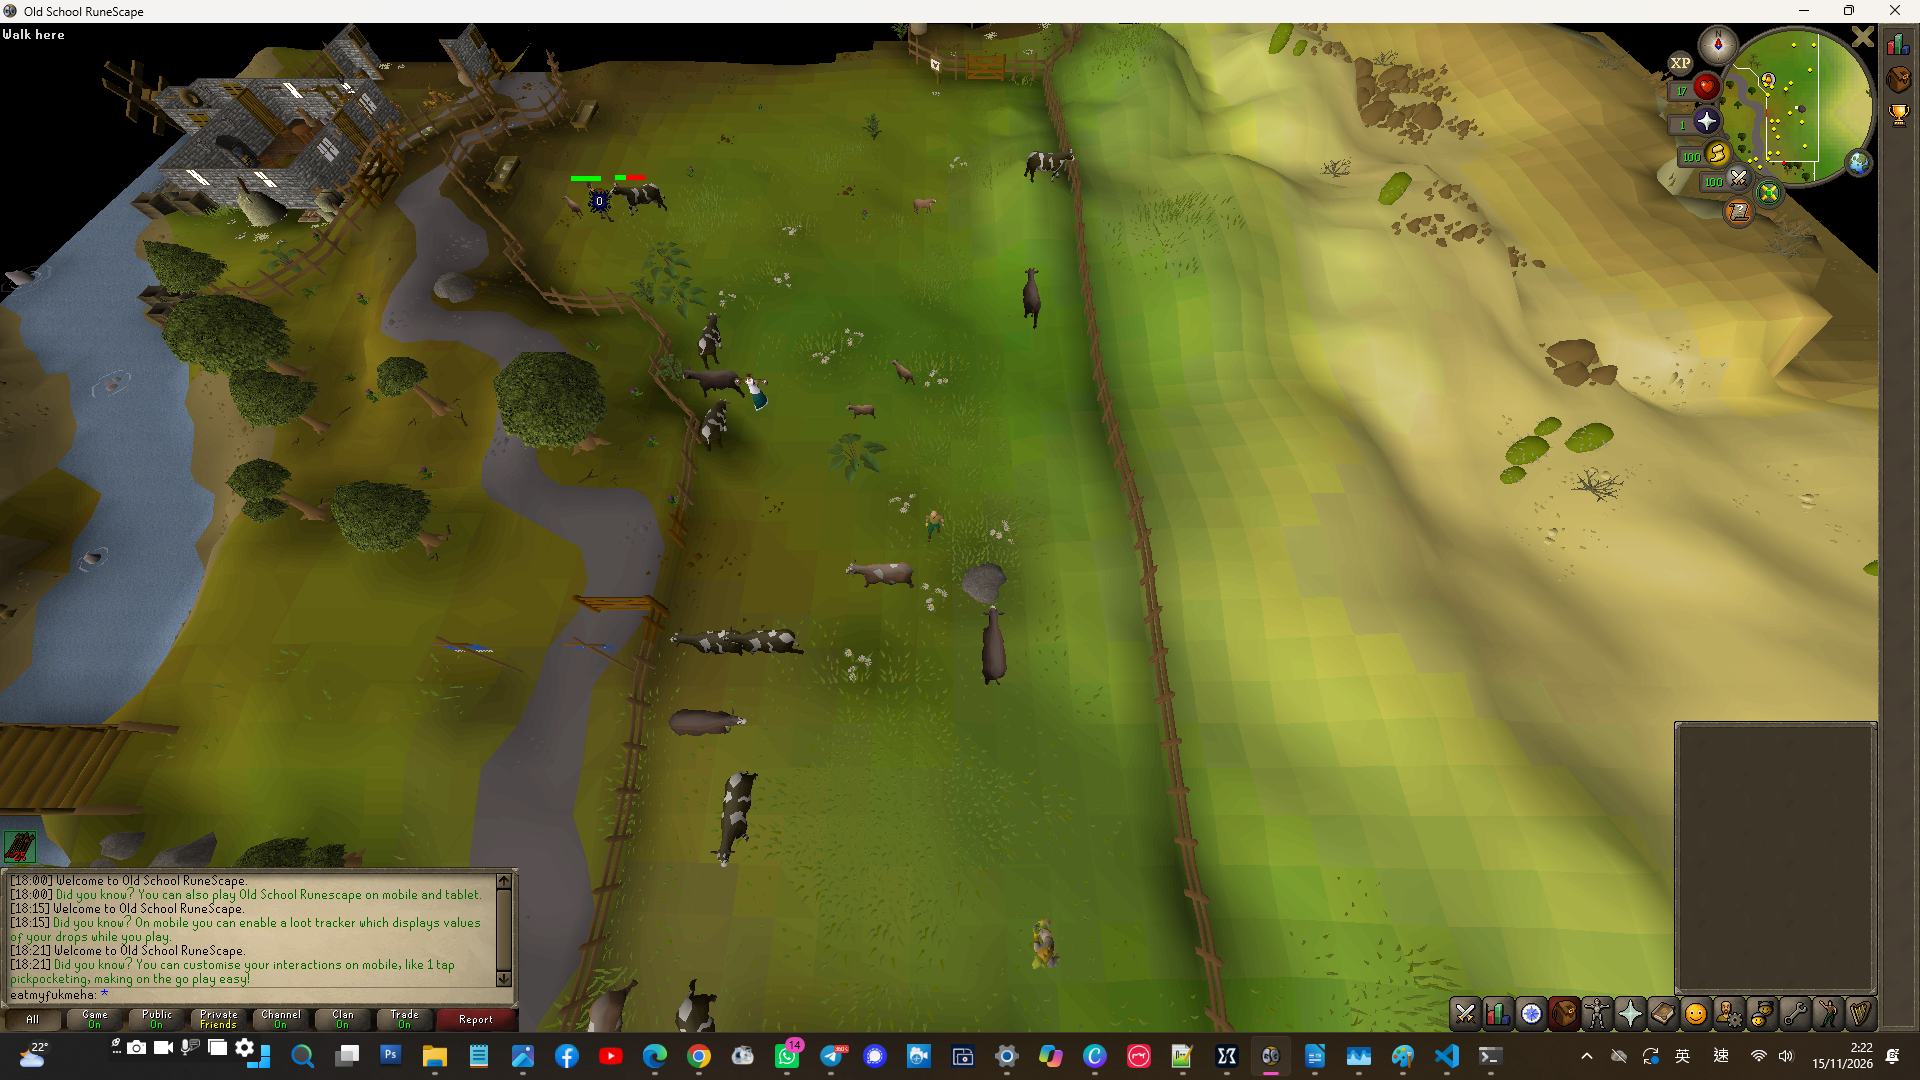 Old School RuneScape
Walk here
N
XP
17
1
100
100
0
23
[18:00] Welcome to Old School RuneScape.
[18:00] Did you know? You can also play Old School Runescape on mobile and tablet.
[18:15] Welcome to Old School RuneScape.
[18:15] Did you know? On mobile you can enable a loot tracker which displays values
of your drops while you play.
[18:21] Welcome to Old School RuneScape.
[18:21] Did you know? You can customise your interactions on mobile, like 1 tap
pickpocketing, making on the go play easy!
eatmyfukmeha: *
All
Game
On
Public
On
Private
Friends
Channel
On
Clan
On
Trade
On
Report
22°
Ps
14
英
速
2:22
15/11/2026